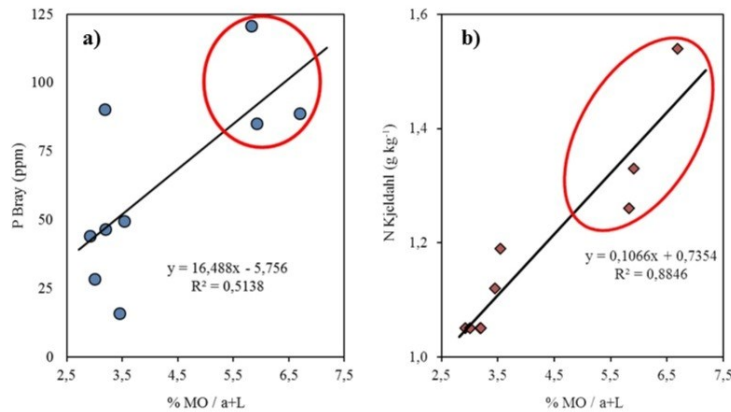 a)
P Bray (ppm)
125
100
75
50
25
0
y = 16,488x - 5,756
R² = 0,5138
2,5 3,5 4,5 5,5 6,5 7,5
% MO / a+L
b)
N Kjeldahl (g kg⁻¹)
1,6
1,4
1,2
1,0
y = 0,1066x + 0,7354
R² = 0,8846
2,5 3,5 4,5 5,5 6,5 7,5
% MO / a+L